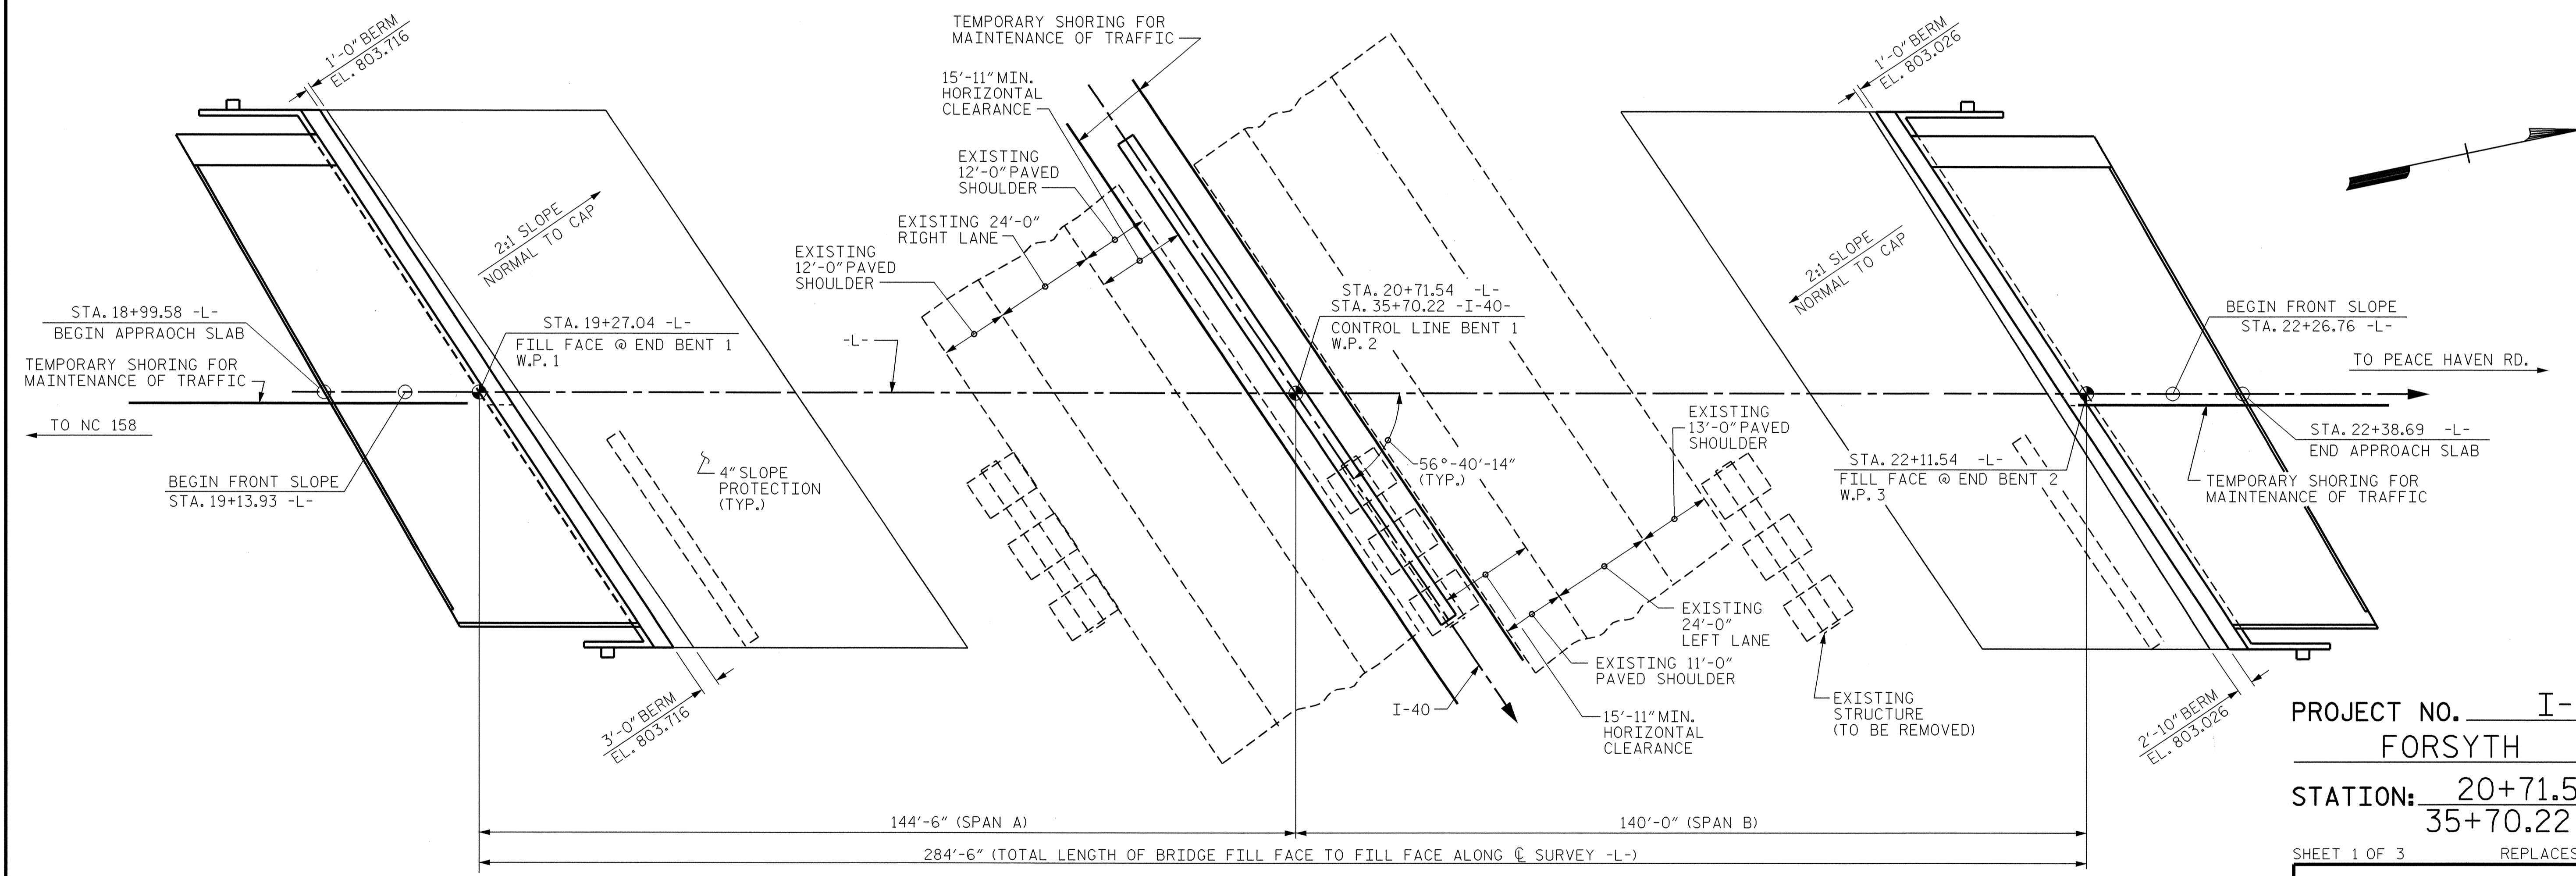 1'-0" BERM
EL. 803.716
TEMPORARY SHORING FOR
MAINTENANCE OF TRAFFIC
15'-11" MIN.
HORIZONTAL
CLEARANCE
EXISTING
12'-0" PAVED
SHOULDER
EXISTING 24'-0"
RIGHT LANE
EXISTING
12'-0" PAVED
SHOULDER
1'-0" BERM
EL. 803.026
2:1 SLOPE
NORMAL TO CAP
2:1 SLOPE
NORMAL TO CAP
STA. 18+99.58 -L-
BEGIN APPRAOCH SLAB
TEMPORARY SHORING FOR
MAINTENANCE OF TRAFFIC
TO NC 158
BEGIN FRONT SLOPE
STA. 19+13.93 -L-
STA. 19+27.04 -L-
FILL FACE @ END BENT 1
W.P. 1
-L-
4" SLOPE
PROTECTION
(TYP.)
STA. 20+71.54 -L-
STA. 35+70.22 -I-40-
CONTROL LINE BENT 1
W.P. 2
56°-40'-14"
(TYP.)
EXISTING
13'-0" PAVED
SHOULDER
BEGIN FRONT SLOPE
STA. 22+26.76 -L-
TO PEACE HAVEN RD.
STA. 22+11.54 -L-
FILL FACE @ END BENT 2
W.P. 3
STA. 22+38.69 -L-
END APPROACH SLAB
TEMPORARY SHORING FOR
MAINTENANCE OF TRAFFIC
EXISTING
24'-0"
LEFT LANE
EXISTING 11'-0"
PAVED SHOULDER
15'-11" MIN.
HORIZONTAL
CLEARANCE
I-40
EXISTING
STRUCTURE
(TO BE REMOVED)
3'-0" BERM
EL. 803.716
2'-10" BERM
EL. 803.026
144'-6" (SPAN A)
140'-0" (SPAN B)
284'-6" (TOTAL LENGTH OF BRIDGE FILL FACE TO FILL FACE ALONG ℄ SURVEY -L-)
PROJECT NO. I-
FORSYTH
STATION: 20+71.5
35+70.22
SHEET 1 OF 3 REPLACES